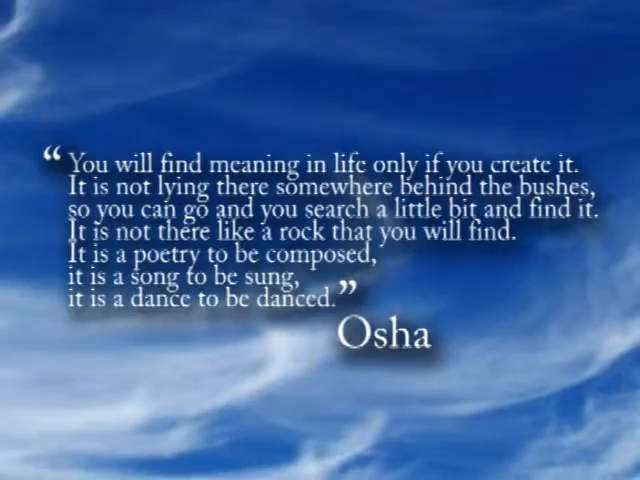 “ You will find meaning in life only if you create it.
It is not lying there somewhere behind the bushes,
so you can go and you search a little bit and find it.
It is not there like a rock that you will find.
It is a poetry to be composed,
it is a song to be sung,
it is a dance to be danced.”
Osha